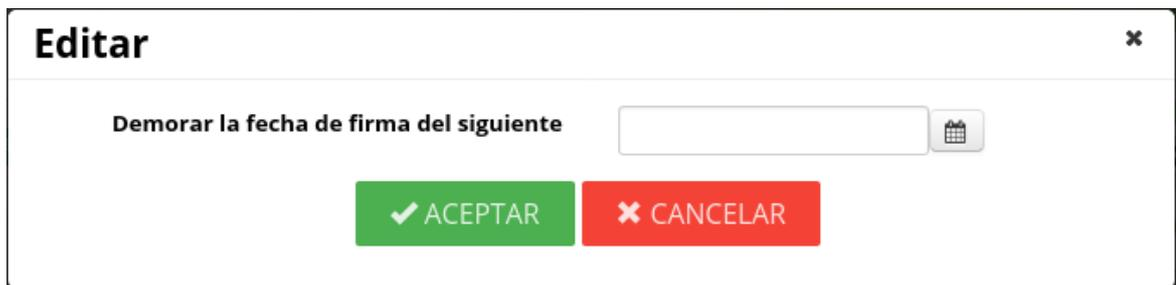 Editar
Demorar la fecha de firma del siguiente
ACEPTAR
CANCELAR